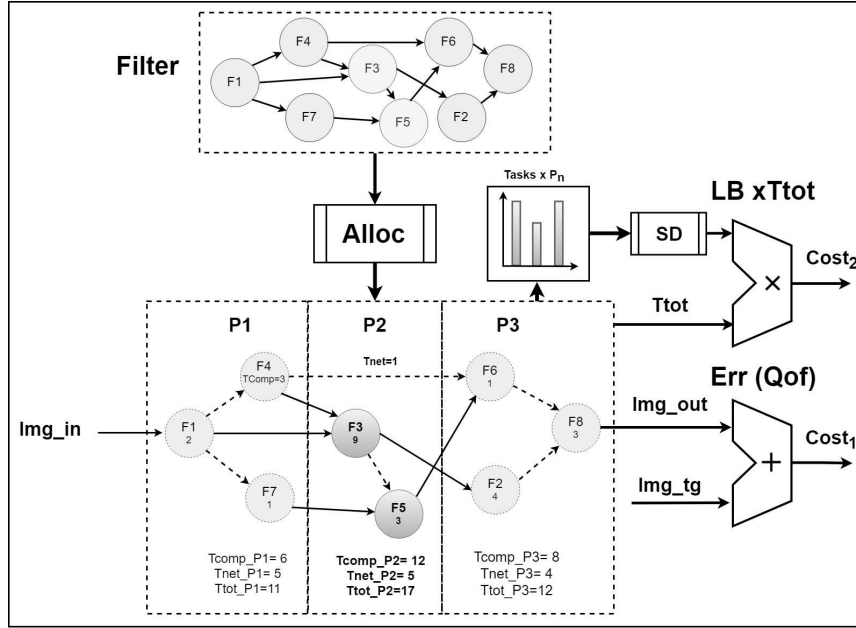 Filter
F4
F6
F1
F3
F8
F7
F5
F2
Tasks x Pn
LB xTtot
Alloc
SD
Cost2
×
P1
P2
P3
Ttot
F4
TComp=3
Tnet=1
F6
1
Err (Qof)
Img_in
F1
2
F3
9
F8
3
Img_out
Cost1
+
F7
1
F5
3
F2
4
Img_tg
Tcomp_P1= 6
Tnet_P1= 5
Ttot_P1=11
Tcomp_P2= 12
Tnet_P2= 5
Ttot_P2=17
Tcomp_P3= 8
Tnet_P3= 4
Ttot_P3=12